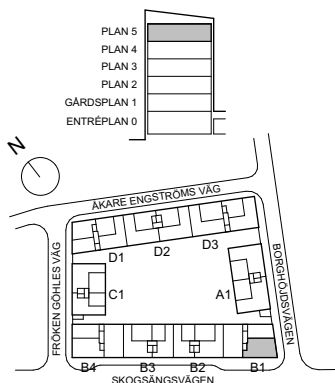 PLAN 5
PLAN 4
PLAN 3
PLAN 2
GÅRDSPLAN 1
ENTRÉPLAN 0
N
ÅKARE ENGSTRÖMS VÄG
FRÖKEN GÖHLES VÄG
BORGHÖJDSVÄGEN
D1
D2
D3
C1
A1
B4
B3
B2
B1
SKOGSÄNGSVÄGEN